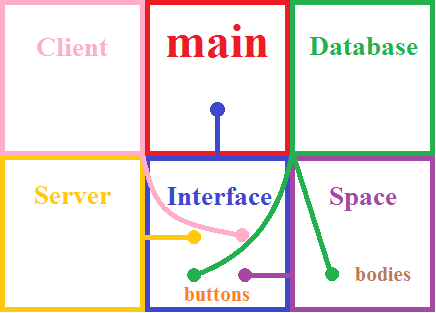 Client
main
Database
Server
Interface
Space
buttons
bodies